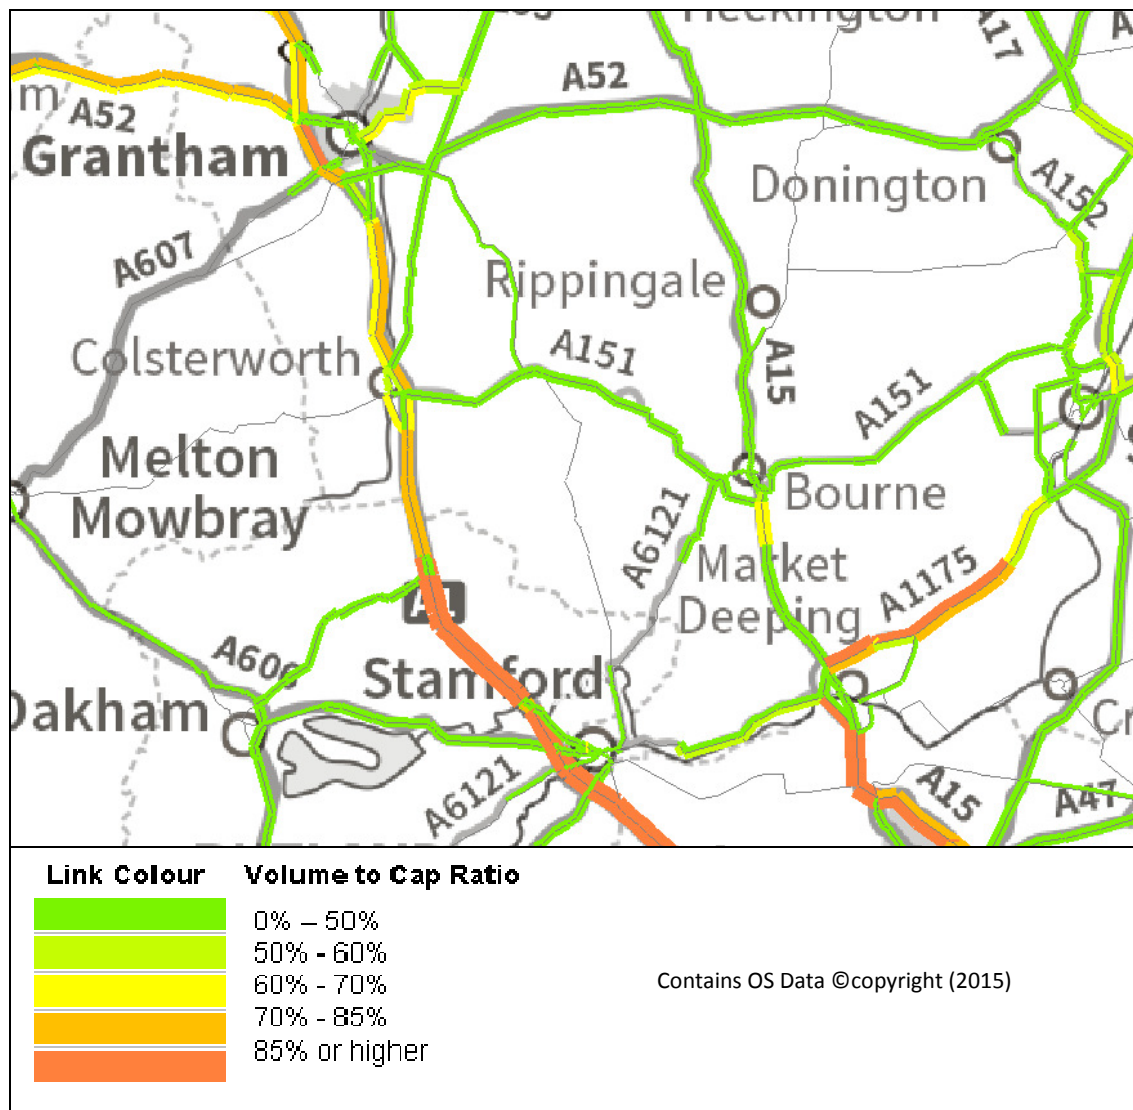 Heckington
A17
A52
A52
Grantham
Donington
A152
A607
Rippingale
Colsterworth
A151
A15
A151
Melton
Mowbray
Bourne
A6121
Market
Deeping
A1175
A1
A606
Stamford
Oakham
A6121
A15
A47
Link Colour Volume to Cap Ratio
0% – 50%
50% - 60%
60% - 70%
70% - 85%
85% or higher
Contains OS Data ©copyright (2015)